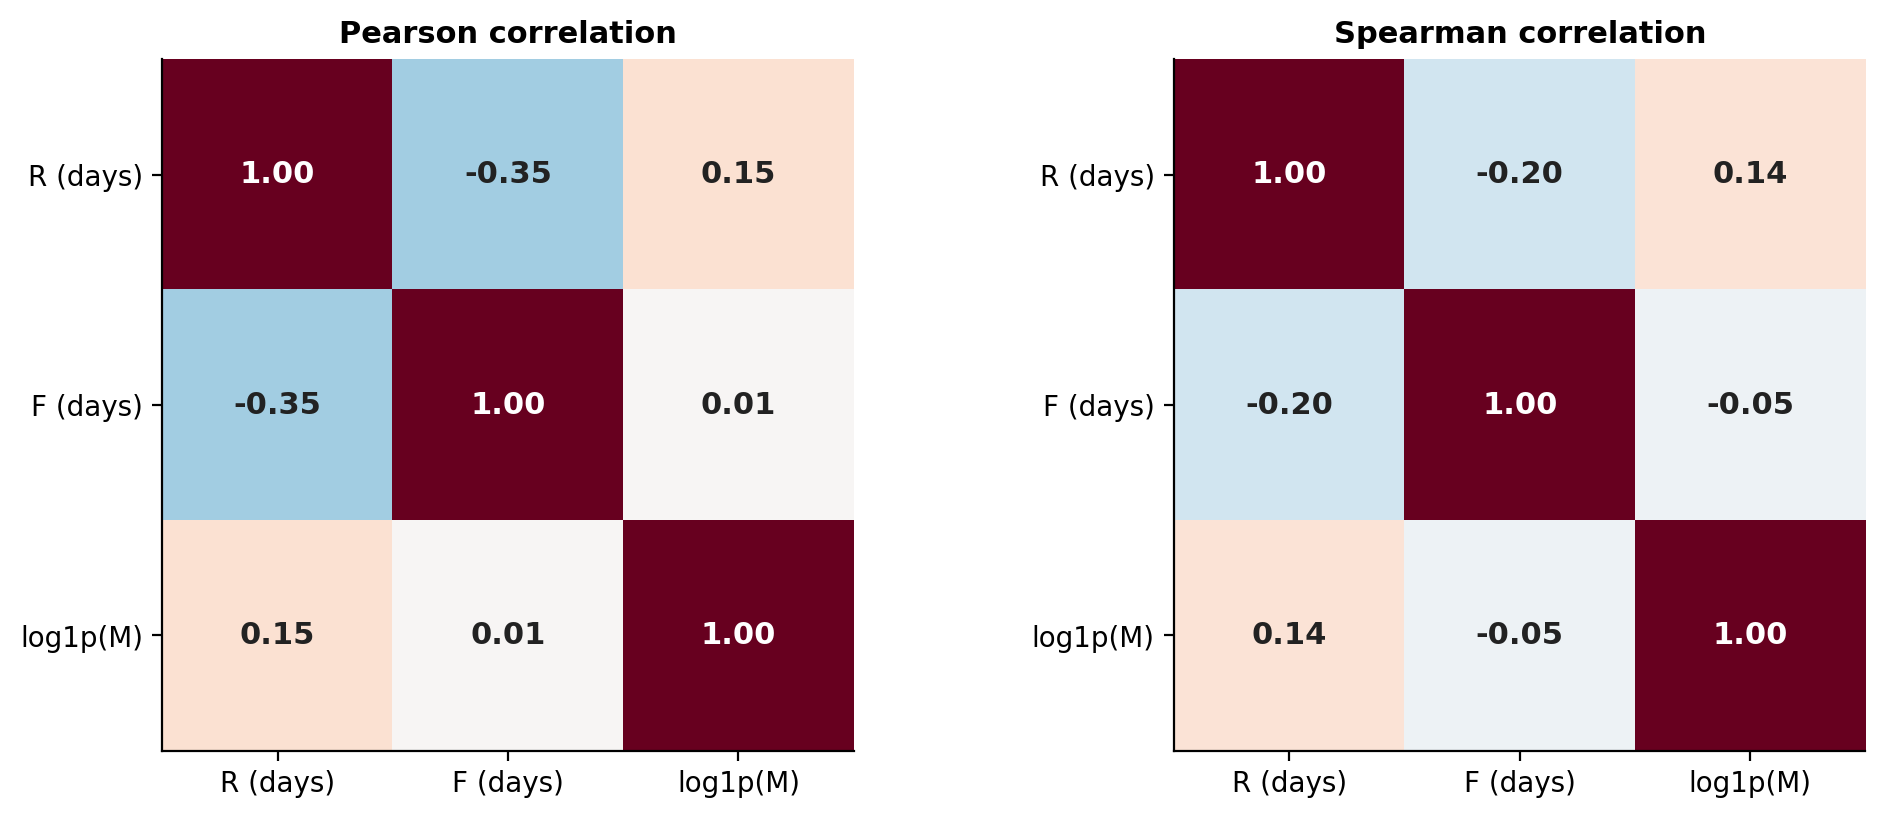 Pearson correlation
R (days) 1.00 -0.35 0.15
F (days) -0.35 1.00 0.01
log1p(M) 0.15 0.01 1.00
R (days) F (days) log1p(M)
Spearman correlation
R (days) 1.00 -0.20 0.14
F (days) -0.20 1.00 -0.05
log1p(M) 0.14 -0.05 1.00
R (days) F (days) log1p(M)